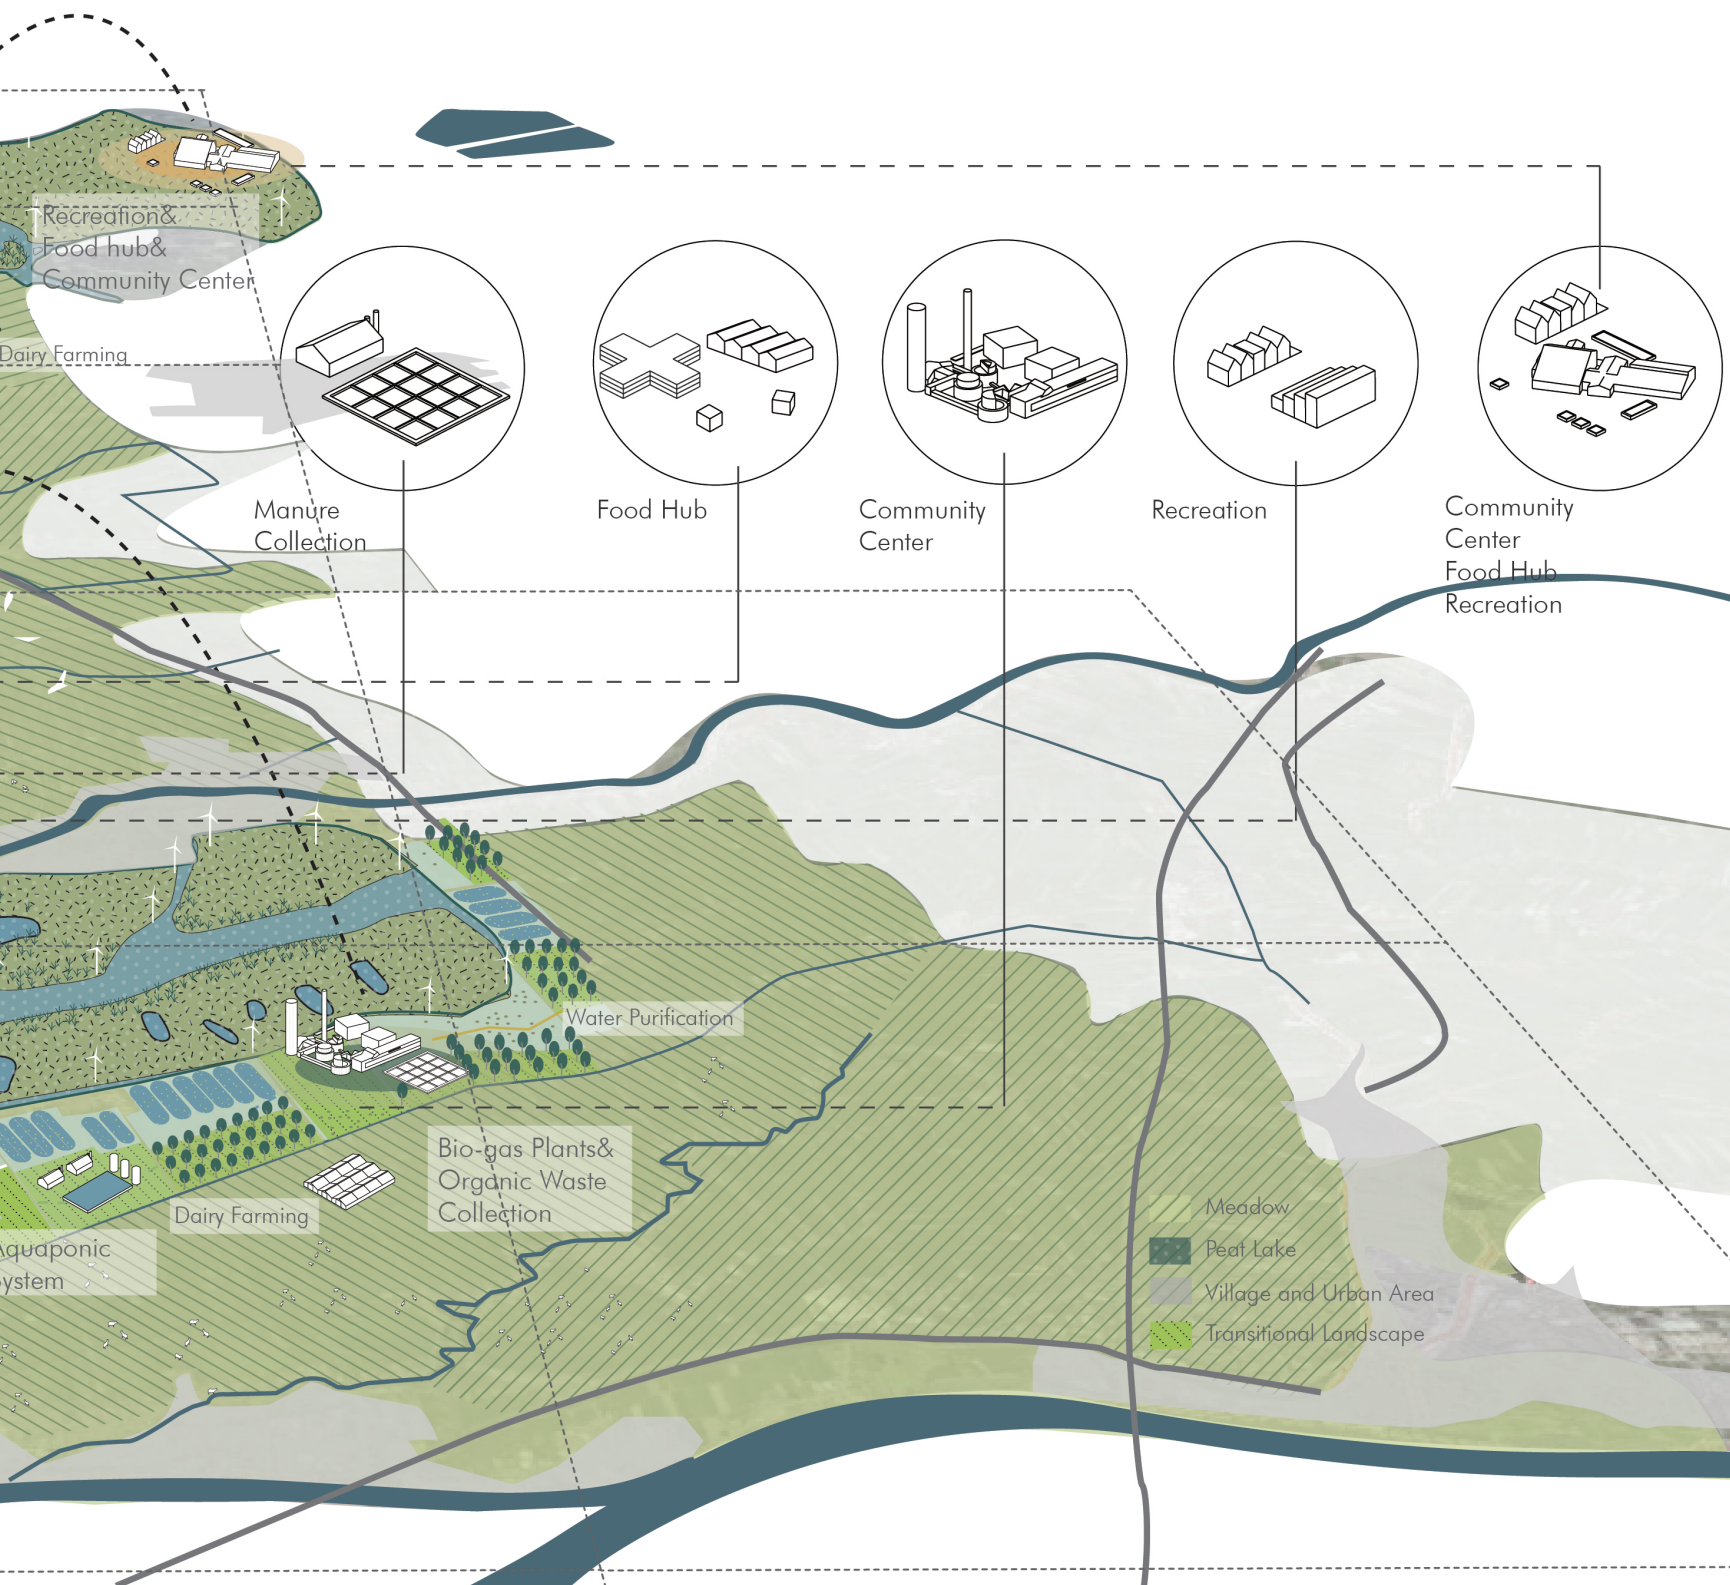 Recreation&
Food hub&
Community Center
Dairy Farming
Manure
Collection
Food Hub
Community
Center
Recreation
Community
Center
Food Hub
Recreation
Water Purification
Bio-gas Plants&
Organic Waste
Collection
Dairy Farming
Aquaponic
ystem
Meadow
Peat Lake
Village and Urban Area
Transitional Landscape